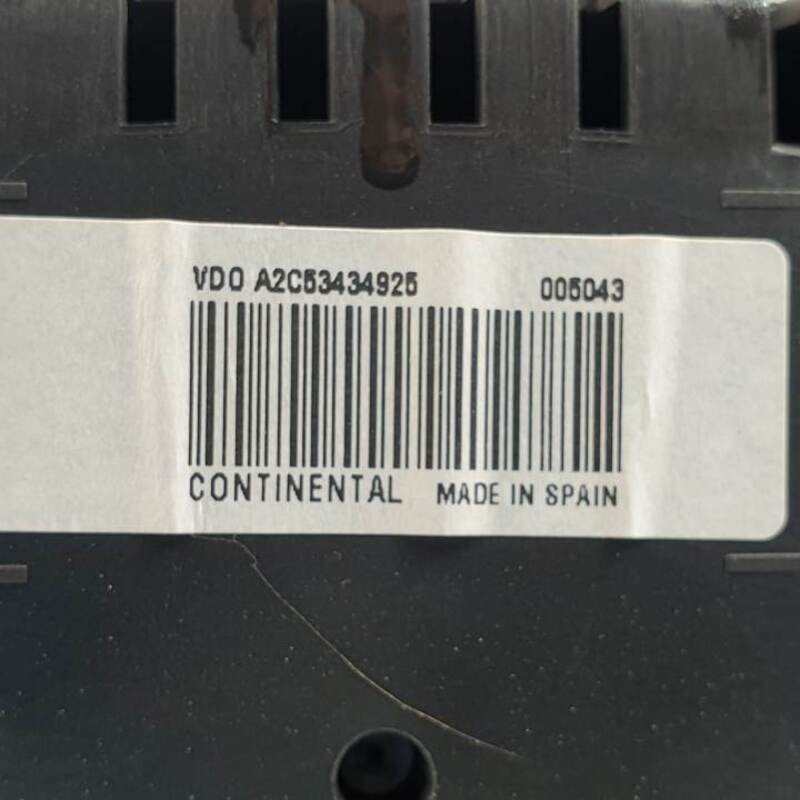 VDO A2C53434925 005043
CONTINENTAL MADE IN SPAIN